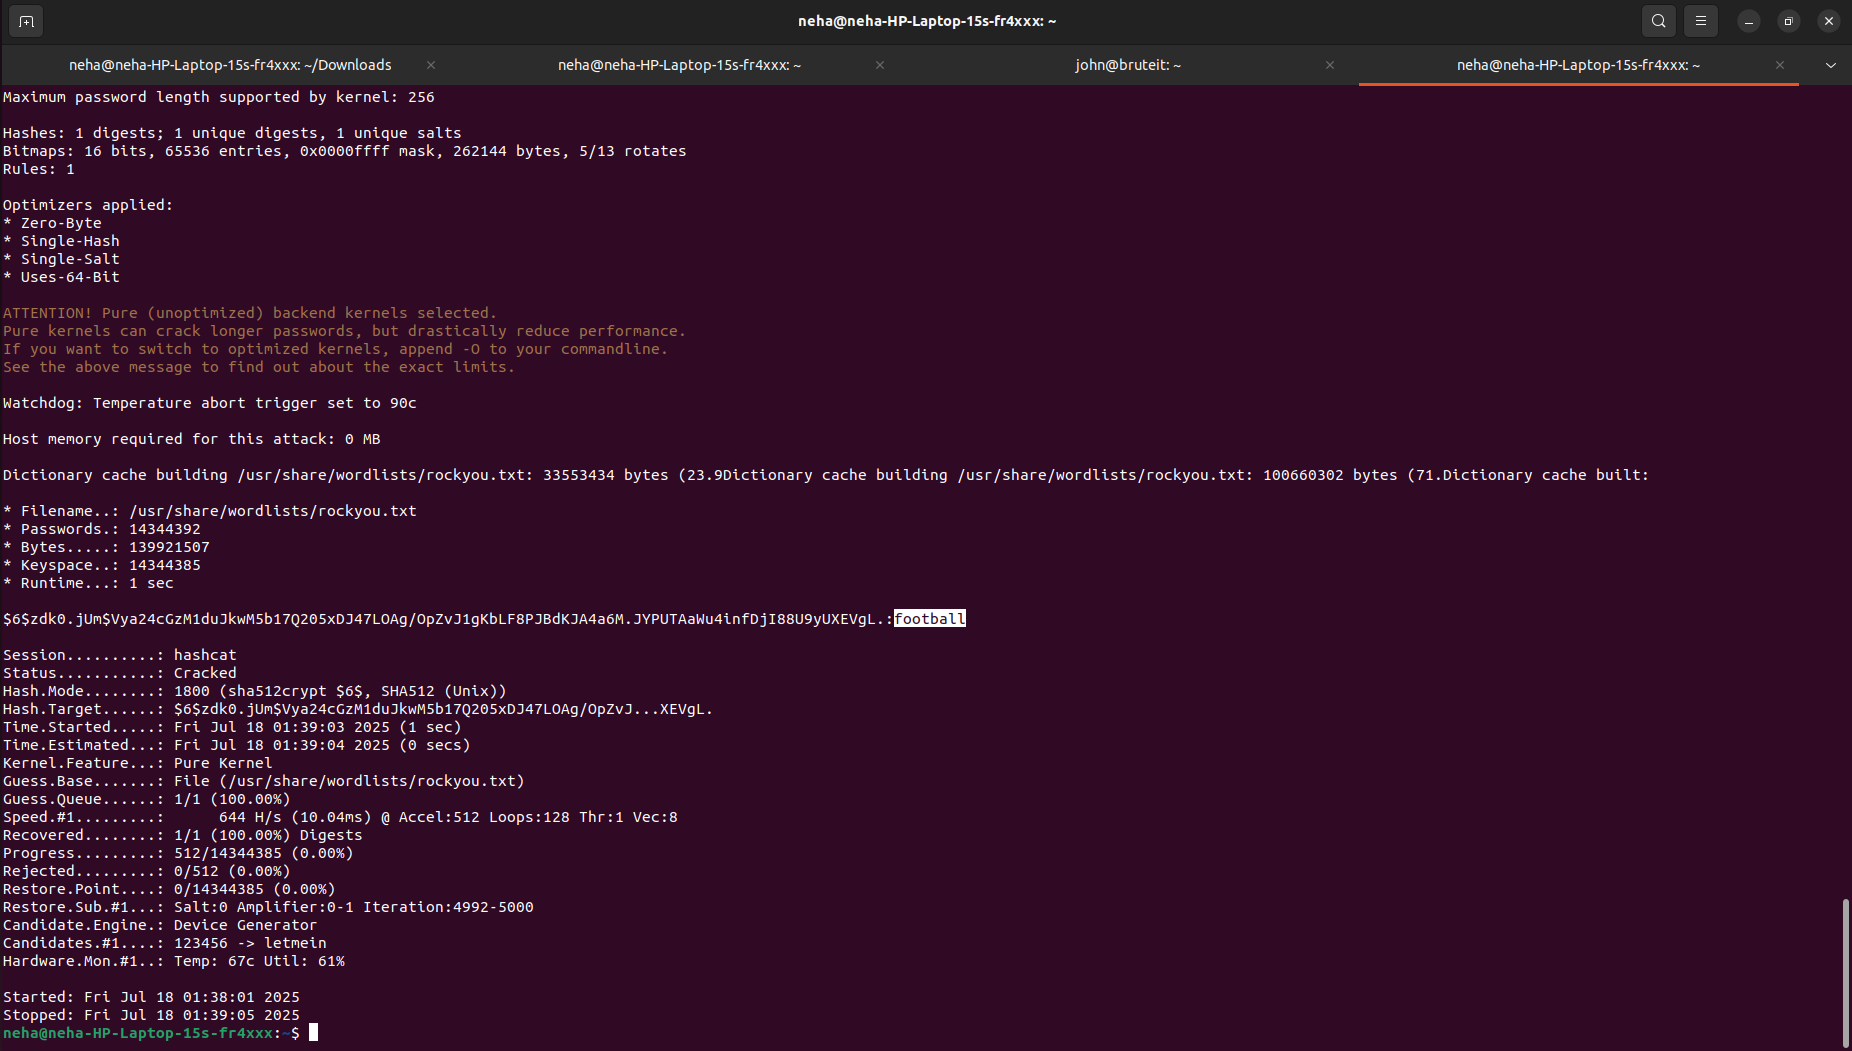 neha@neha-HP-Laptop-15s-fr4xxx: ~
neha@neha-HP-Laptop-15s-fr4xxx: ~/Downloads
neha@neha-HP-Laptop-15s-fr4xxx: ~
john@bruteit: ~
neha@neha-HP-Laptop-15s-fr4xxx: ~
Maximum password length supported by kernel: 256
Hashes: 1 digests; 1 unique digests, 1 unique salts
Bitmaps: 16 bits, 65536 entries, 0x0000ffff mask, 262144 bytes, 5/13 rotates
Rules: 1
Optimizers applied:
* Zero-Byte
* Single-Hash
* Single-Salt
* Uses-64-Bit
ATTENTION! Pure (unoptimized) backend kernels selected.
Pure kernels can crack longer passwords, but drastically reduce performance.
If you want to switch to optimized kernels, append -O to your commandline.
See the above message to find out about the exact limits.
Watchdog: Temperature abort trigger set to 90c
Host memory required for this attack: 0 MB
Dictionary cache building /usr/share/wordlists/rockyou.txt: 33553434 bytes (23.9Dictionary cache building /usr/share/wordlists/rockyou.txt: 100660302 bytes (71.Dictionary cache built:
* Filename..: /usr/share/wordlists/rockyou.txt
* Passwords.: 14344392
* Bytes.....: 139921507
* Keyspace..: 14344385
* Runtime...: 1 sec
$6$zdk0.jUm$Vya24cGzM1duJkwM5b17Q205xDJ47LOAg/OpZvJ1gKbLF8PJBdKJA4a6M.JYPUTAaWu4infDjI88U9yUXEVgL.:football
Session..........: hashcat
Status...........: Cracked
Hash.Mode........: 1800 (sha512crypt $6$, SHA512 (Unix))
Hash.Target......: $6$zdk0.jUm$Vya24cGzM1duJkwM5b17Q205xDJ47LOAg/OpZvJ...XEVgL.
Time.Started.....: Fri Jul 18 01:39:03 2025 (1 sec)
Time.Estimated...: Fri Jul 18 01:39:04 2025 (0 secs)
Kernel.Feature...: Pure Kernel
Guess.Base.......: File (/usr/share/wordlists/rockyou.txt)
Guess.Queue......: 1/1 (100.00%)
Speed.#1.........:      644 H/s (10.04ms) @ Accel:512 Loops:128 Thr:1 Vec:8
Recovered........: 1/1 (100.00%) Digests
Progress.........: 512/14344385 (0.00%)
Rejected.........: 0/512 (0.00%)
Restore.Point....: 0/14344385 (0.00%)
Restore.Sub.#1...: Salt:0 Amplifier:0-1 Iteration:4992-5000
Candidate.Engine.: Device Generator
Candidates.#1....: 123456 -> letmein
Hardware.Mon.#1..: Temp: 67c Util: 61%
Started: Fri Jul 18 01:38:01 2025
Stopped: Fri Jul 18 01:39:05 2025
neha@neha-HP-Laptop-15s-fr4xxx:~$